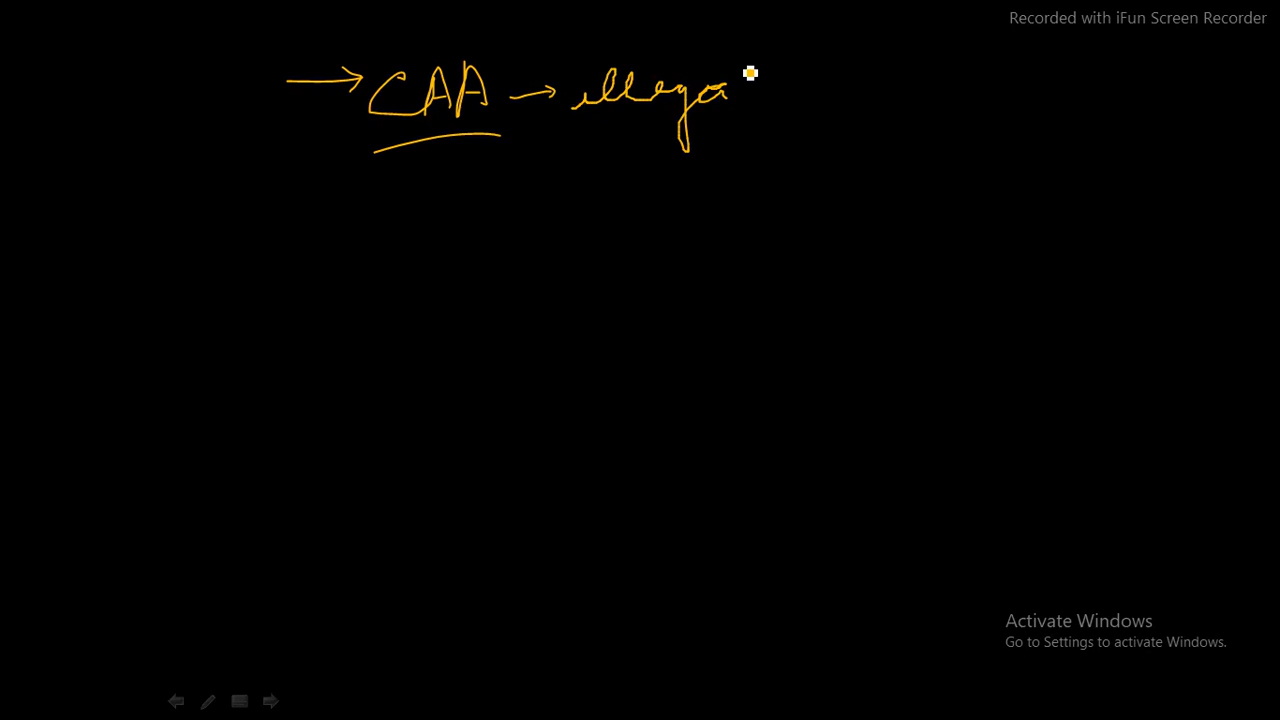 Recorded with iFun Screen Recorder
→ CAA → illega
Activate Windows
Go to Settings to activate Windows.